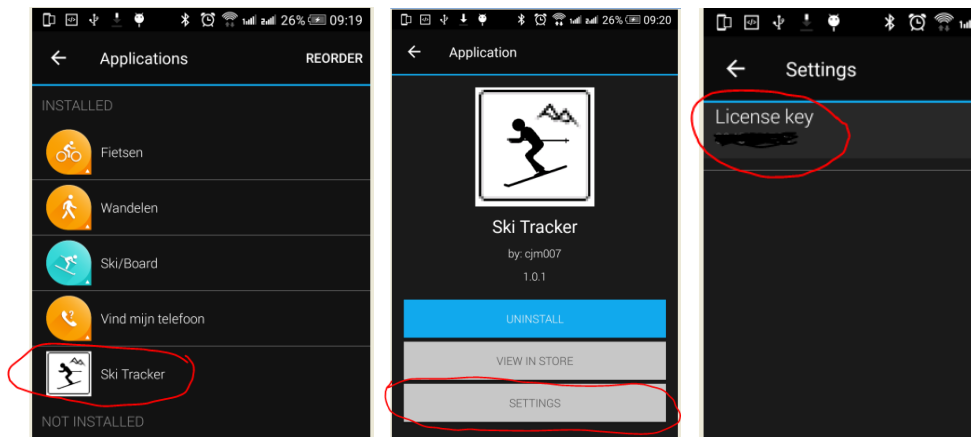 26% 09:19
Applications REORDER
INSTALLED
Fietsen
Wandelen
Ski/Board
Vind mijn telefoon
Ski Tracker
NOT INSTALLED
26% 09:20
Application
Ski Tracker
by: cjm007
1.0.1
UNINSTALL
VIEW IN STORE
SETTINGS
Settings
License key